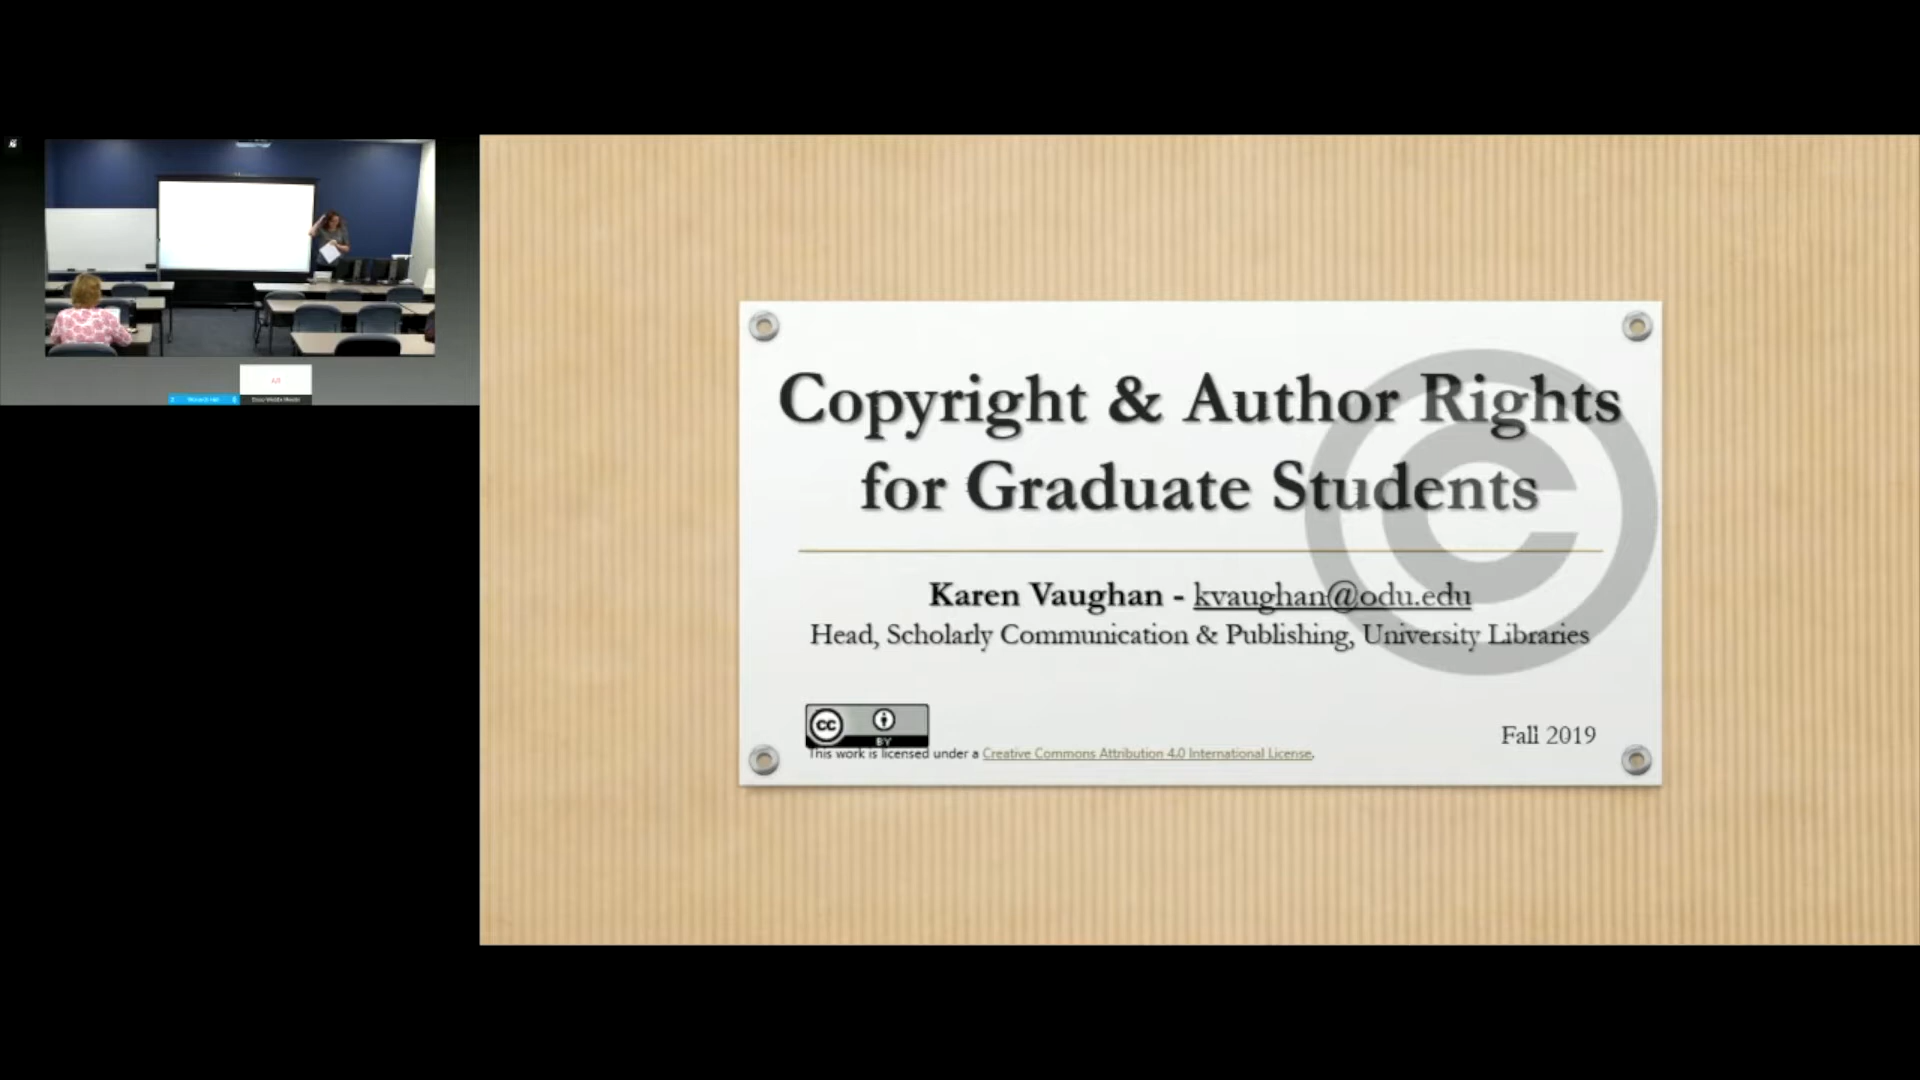 Copyright & Author Rights
for Graduate Students
Karen Vaughan - kvaughan@odu.edu
Head, Scholarly Communication & Publishing, University Libraries
cc
BY
This work is licensed under a Creative Commons Attribution 4.0 International License.
Fall 2019